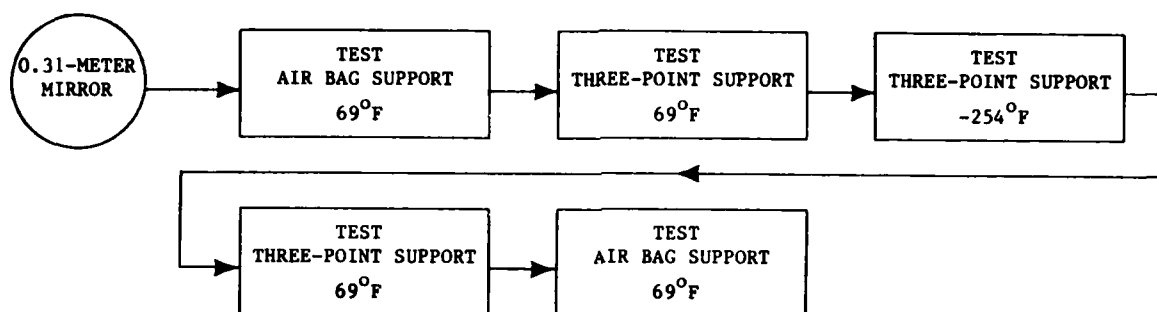 0.31-METER
MIRROR
TEST
AIR BAG SUPPORT
69°F
TEST
THREE-POINT SUPPORT
69°F
TEST
THREE-POINT SUPPORT
-254°F
TEST
THREE-POINT SUPPORT
69°F
TEST
AIR BAG SUPPORT
69°F